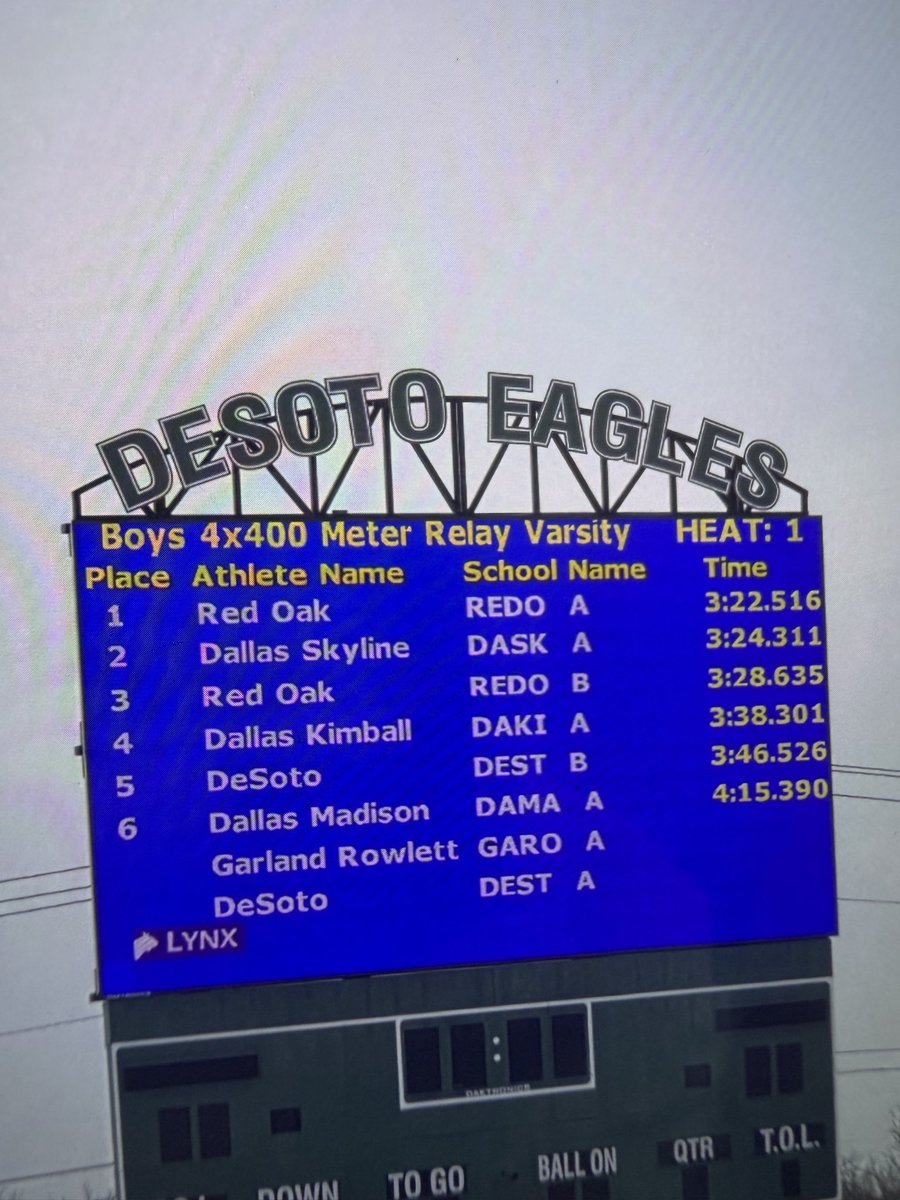 DESOTO EAGLES
Boys 4x400 Meter Relay Varsity HEAT: 1
Place Athlete Name School Name Time
1 Red Oak REDO A 3:22.516
2 Dallas Skyline DASK A 3:24.311
3 Red Oak REDO B 3:28.635
4 Dallas Kimball DAKI A 3:38.301
5 DeSoto DEST B 3:46.526
6 Dallas Madison DAMA A 4:15.390
Garland Rowlett GARO A
DeSoto DEST A
LYNX
:
DAKTRONICS
DOWN TO GO BALL ON QTR T.O.L.